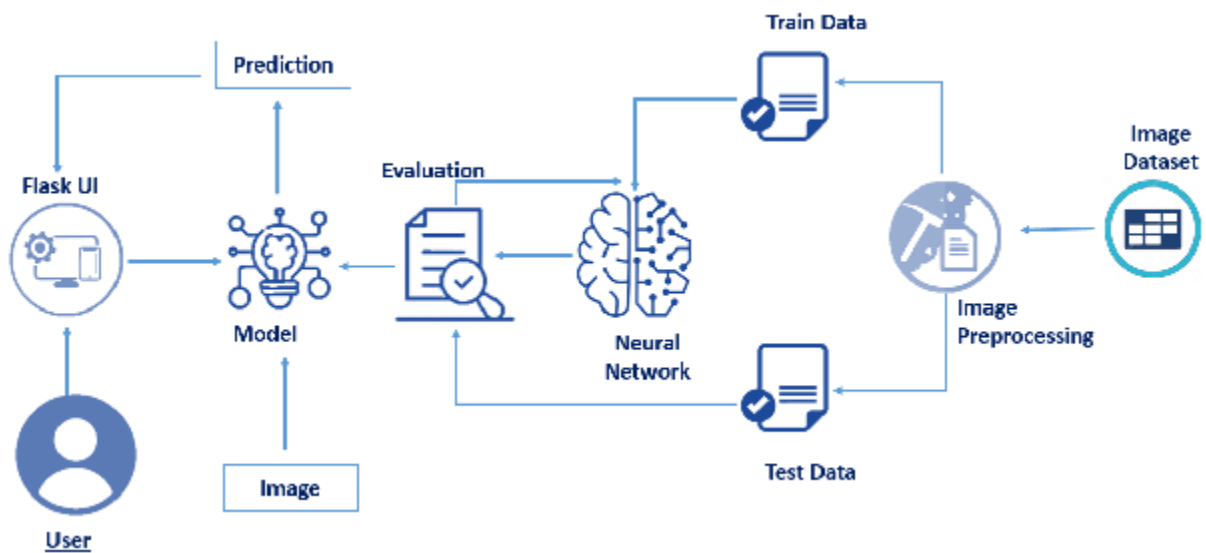 Train Data
Prediction
Image
Dataset
Evaluation
Flask UI
Image
Preprocessing
Model
Neural
Network
Test Data
Image
User